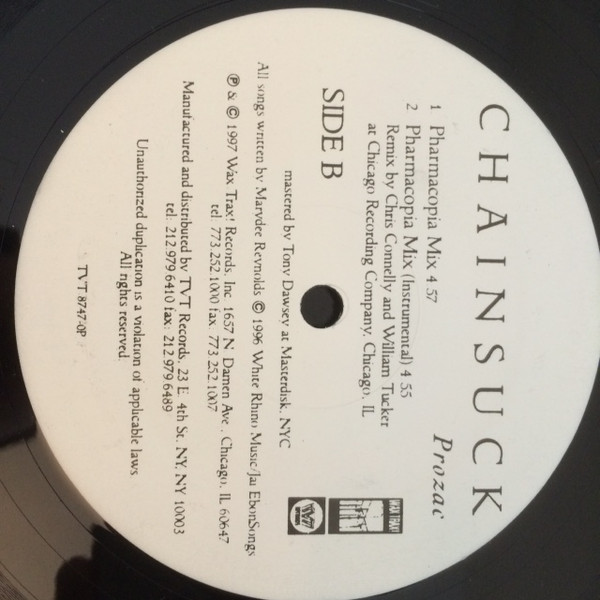 CHAINSUCK
Prozac
1 Pharmacopia Mix 4 57
2 Pharmacopia Mix (Instrumental) 4 55
Remix by Chris Connelly and William Tucker
at Chicago Recording Company, Chicago, IL
SIDE B
WAX TRAX!
TVT
mastered by Tony Dawsey at Masterdisk, NYC
All songs written by Marydee Reynolds © 1996 White Rhino Music/Jai EbonSongs
℗ & © 1997 Wax Trax! Records, Inc 1657 N Damen Ave, Chicago, IL 60647
tel 773.252.1000 fax 773 252 1007
Manufactured and distributed by TVT Records, 23 E 4th St, NY, NY 10003
tel: 212 979 6410 fax: 212 979 6489
Unauthorized duplication is a violation of applicable laws
All rights reserved.
TVT 8747-0P